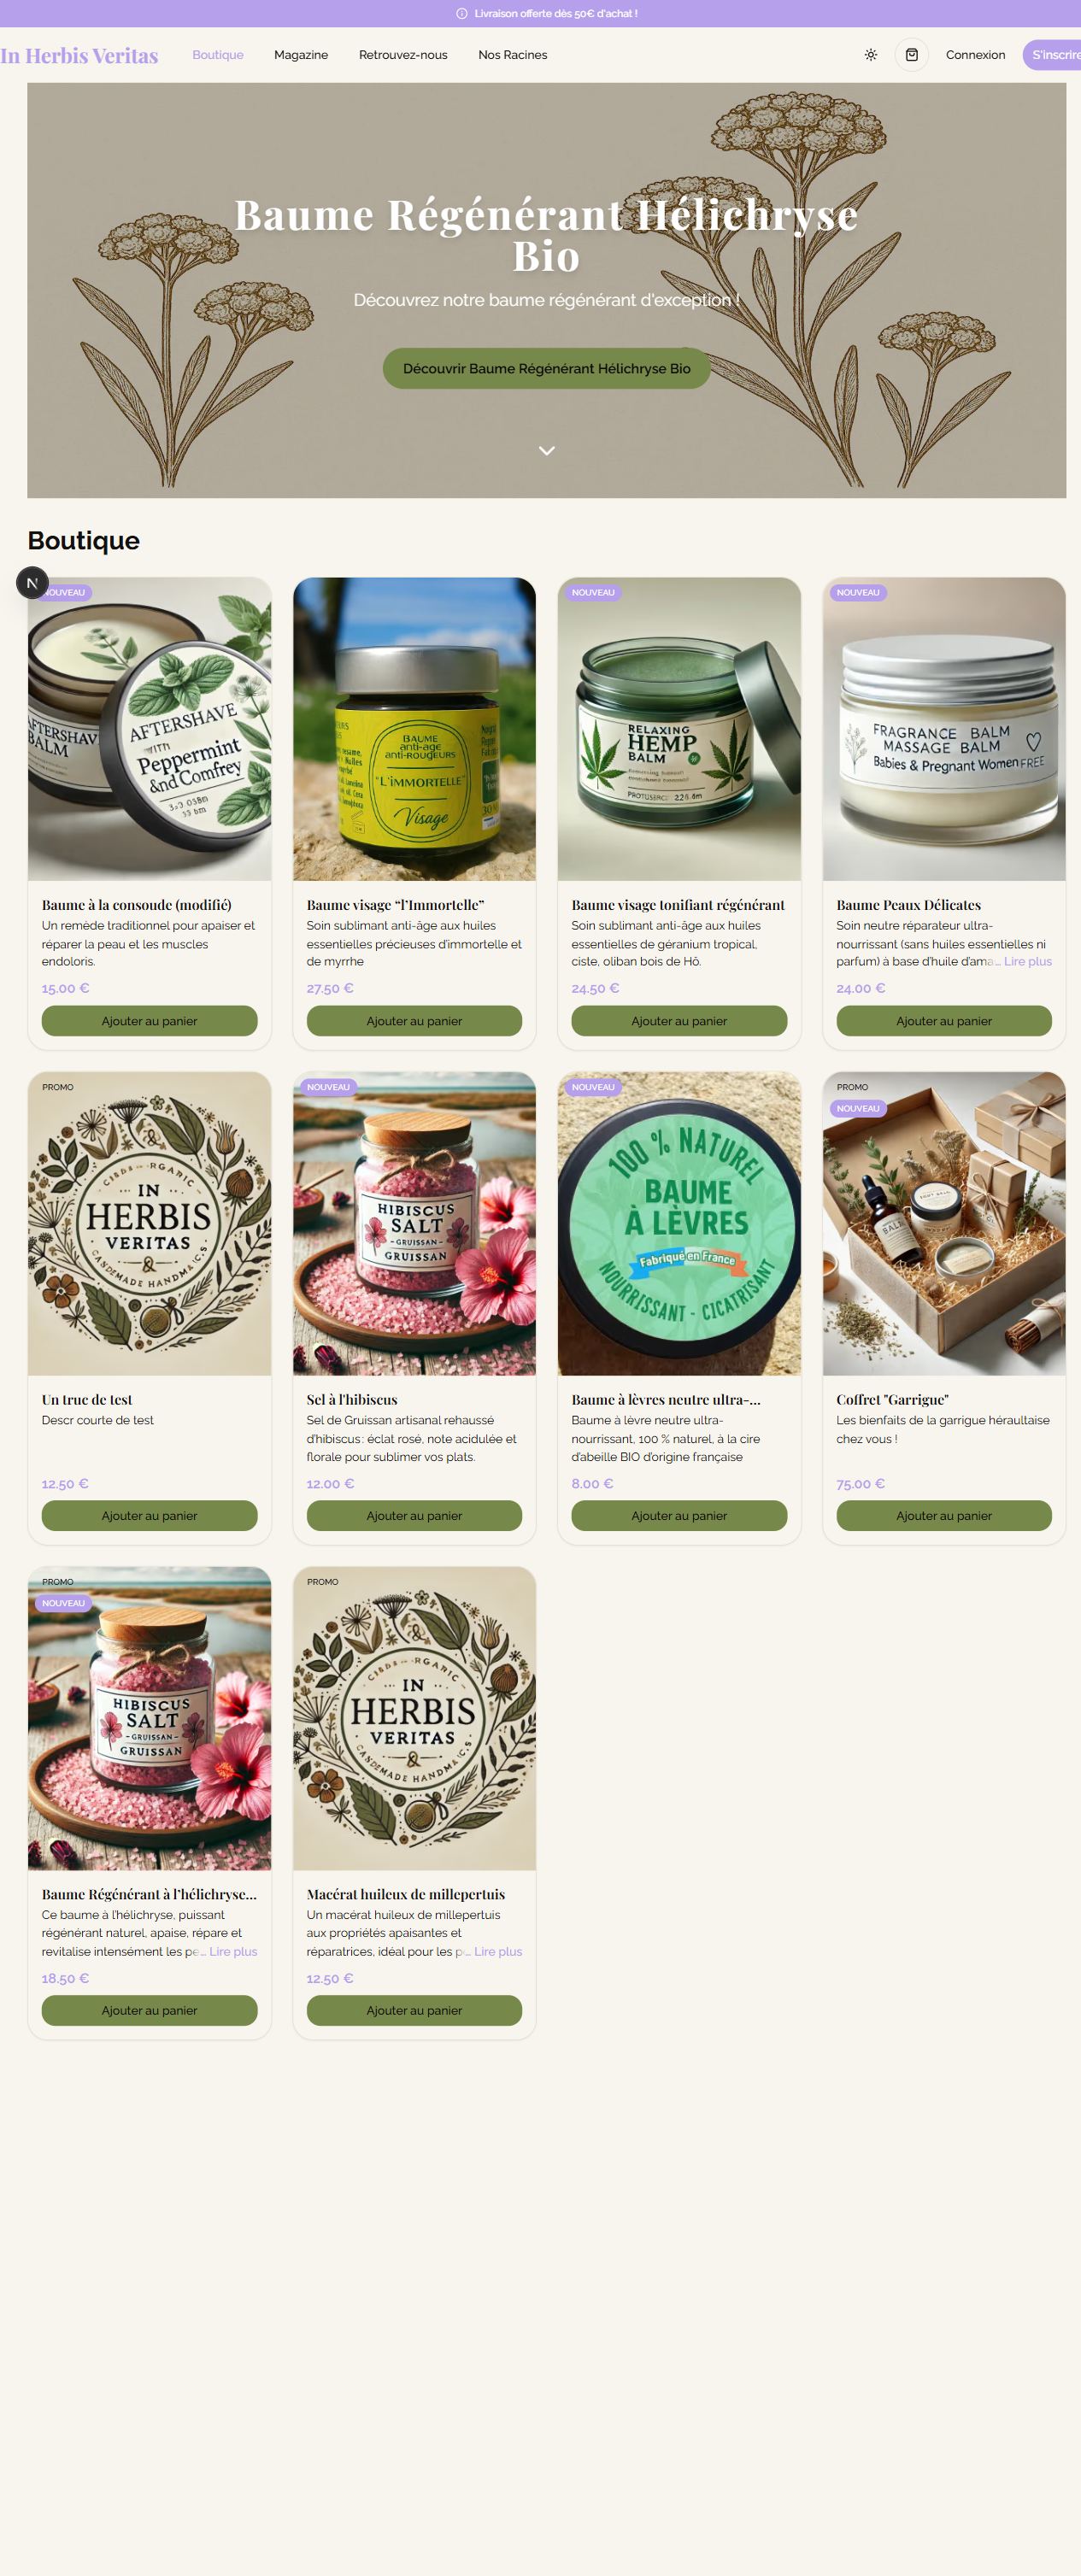 Livraison offerte dès 50€ d'achat !
In Herbis Veritas
Boutique
Magazine
Retrouvez-nous
Nos Racines
Connexion
S'inscrire
Baume Régénérant Hélichryse
Bio
Découvrez notre baume régénérant d'exception !
Découvrir Baume Régénérant Hélichryse Bio
Boutique
N
NOUVEAU
AFTERSHAVE
BALM
AFTERSHAVE
WITH
Peppermint
and Comfrey
Baume à la consoude (modifié)
Un remède traditionnel pour apaiser et
réparer la peau et les muscles
endoloris.
15.00 €
Ajouter au panier
BAUME
anti-age
anti-rougeurs
"L'IMMORTELLE"
Visage
Baume visage “l’Immortelle”
Soin sublimant anti-âge aux huiles
essentielles précieuses d'immortelle et
de myrrhe
27.50 €
Ajouter au panier
NOUVEAU
RELAXING
HEMP
BALM
Baume visage tonifiant régénérant
Soin sublimant anti-âge aux huiles
essentielles de géranium tropical,
ciste, oliban bois de Hô.
24.50 €
Ajouter au panier
NOUVEAU
FRAGRANCE BALM
MASSAGE BALM
Babies & Pregnant Women FREE
Baume Peaux Délicates
Soin neutre réparateur ultra-
nourrissant (sans huiles essentielles ni
parfum) à base d'huile d'ama... Lire plus
24.00 €
Ajouter au panier
PROMO
&
IN
HERBIS
VERITAS
&
Un truc de test
Descr courte de test
12.50 €
Ajouter au panier
NOUVEAU
HIBISCUS
SALT
- GRUISSAN -
GRUISSAN
Sel à l'hibiscus
Sel de Gruissan artisanal rehaussé
d'hibiscus : éclat rosé, note acidulée et
florale pour sublimer vos plats.
12.00 €
Ajouter au panier
NOUVEAU
100 % NATUREL
BAUME
À LÈVRES
Fabriqué en France
NOURRISSANT - CICATRISANT
Baume à lèvres neutre ultra-...
Baume à lèvre neutre ultra-
nourrissant, 100 % naturel, à la cire
d'abeille BIO d'origine française
8.00 €
Ajouter au panier
PROMO
NOUVEAU
Coffret "Garrigue"
Les bienfaits de la garrigue héraultaise
chez vous !
75.00 €
Ajouter au panier
PROMO
NOUVEAU
HIBISCUS
SALT
- GRUISSAN -
GRUISSAN
Baume Régénérant à l’hélichryse...
Ce baume à l'hélichryse, puissant
régénérant naturel, apaise, répare et
revitalise intensément les pe... Lire plus
18.50 €
Ajouter au panier
PROMO
&
IN
HERBIS
VERITAS
&
Macérat huileux de millepertuis
Un macérat huileux de millepertuis
aux propriétés apaisantes et
réparatrices, idéal pour les p... Lire plus
12.50 €
Ajouter au panier